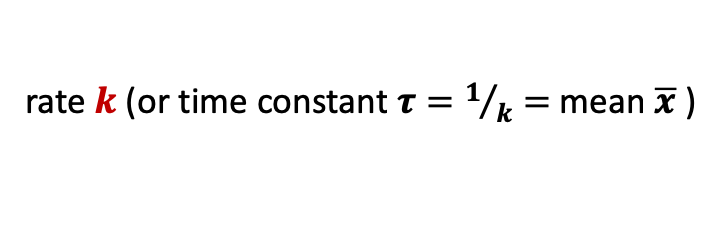 rate k (or time constant τ = 1/k = mean x̅ )